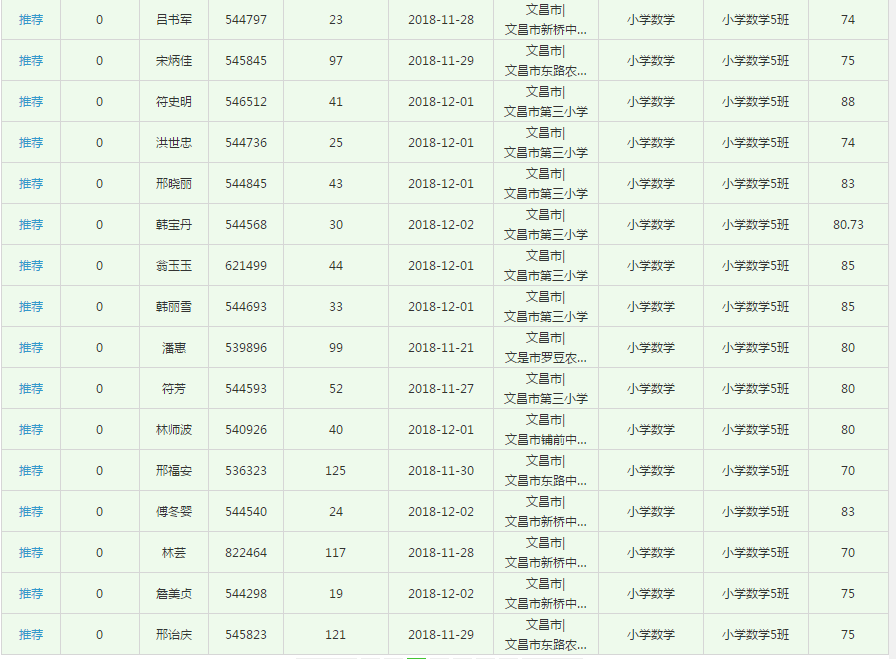 推荐 0 吕书军 544797 23 2018-11-28 文昌市| 小学数学 小学数学5班 74
文昌市新桥中...
推荐 0 宋炳佳 545845 97 2018-11-29 文昌市| 小学数学 小学数学5班 75
文昌市东路农...
推荐 0 符史明 546512 41 2018-12-01 文昌市| 小学数学 小学数学5班 88
文昌市第三小学
推荐 0 洪世忠 544736 25 2018-12-01 文昌市| 小学数学 小学数学5班 74
文昌市第三小学
推荐 0 邢晓丽 544845 43 2018-12-01 文昌市| 小学数学 小学数学5班 83
文昌市第三小学
推荐 0 韩宝丹 544568 30 2018-12-02 文昌市| 小学数学 小学数学5班 80.73
文昌市第三小学
推荐 0 翁玉玉 621499 44 2018-12-01 文昌市| 小学数学 小学数学5班 85
文昌市第三小学
推荐 0 韩丽雪 544693 33 2018-12-01 文昌市| 小学数学 小学数学5班 85
文昌市第三小学
推荐 0 潘惠 539896 99 2018-11-21 文昌市| 小学数学 小学数学5班 80
文昌市罗豆农...
推荐 0 符芳 544593 52 2018-11-27 文昌市| 小学数学 小学数学5班 80
文昌市第三小学
推荐 0 林师波 540926 40 2018-12-01 文昌市| 小学数学 小学数学5班 80
文昌市铺前中...
推荐 0 邢福安 536323 125 2018-11-30 文昌市| 小学数学 小学数学5班 70
文昌市东路中...
推荐 0 傅冬婴 544540 24 2018-12-02 文昌市| 小学数学 小学数学5班 83
文昌市新桥中...
推荐 0 林芸 822464 117 2018-11-28 文昌市| 小学数学 小学数学5班 70
文昌市新桥中...
推荐 0 詹美贞 544298 19 2018-12-02 文昌市| 小学数学 小学数学5班 75
文昌市新桥中...
推荐 0 邢诒庆 545823 121 2018-11-29 文昌市| 小学数学 小学数学5班 75
文昌市东路农...